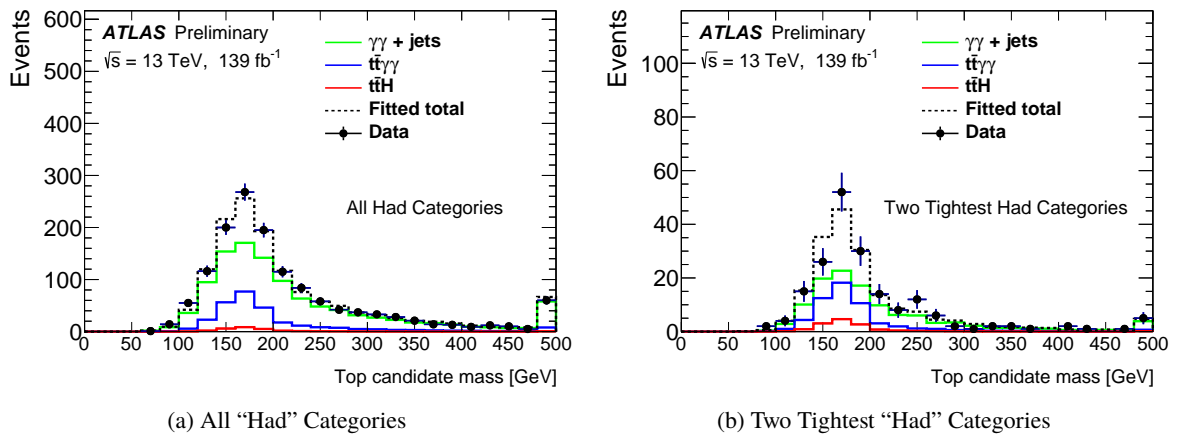 Events
600
500
400
300
200
100
0
ATLAS Preliminary
√s = 13 TeV, 139 fb⁻¹
γγ + jets
tt̄γγ
tt̄H
Fitted total
Data
All Had Categories
0 50 100 150 200 250 300 350 400 450 500
Top candidate mass [GeV]
(a) All “Had” Categories
Events
100
80
60
40
20
0
ATLAS Preliminary
√s = 13 TeV, 139 fb⁻¹
γγ + jets
tt̄γγ
tt̄H
Fitted total
Data
Two Tightest Had Categories
0 50 100 150 200 250 300 350 400 450 500
Top candidate mass [GeV]
(b) Two Tightest “Had” Categories